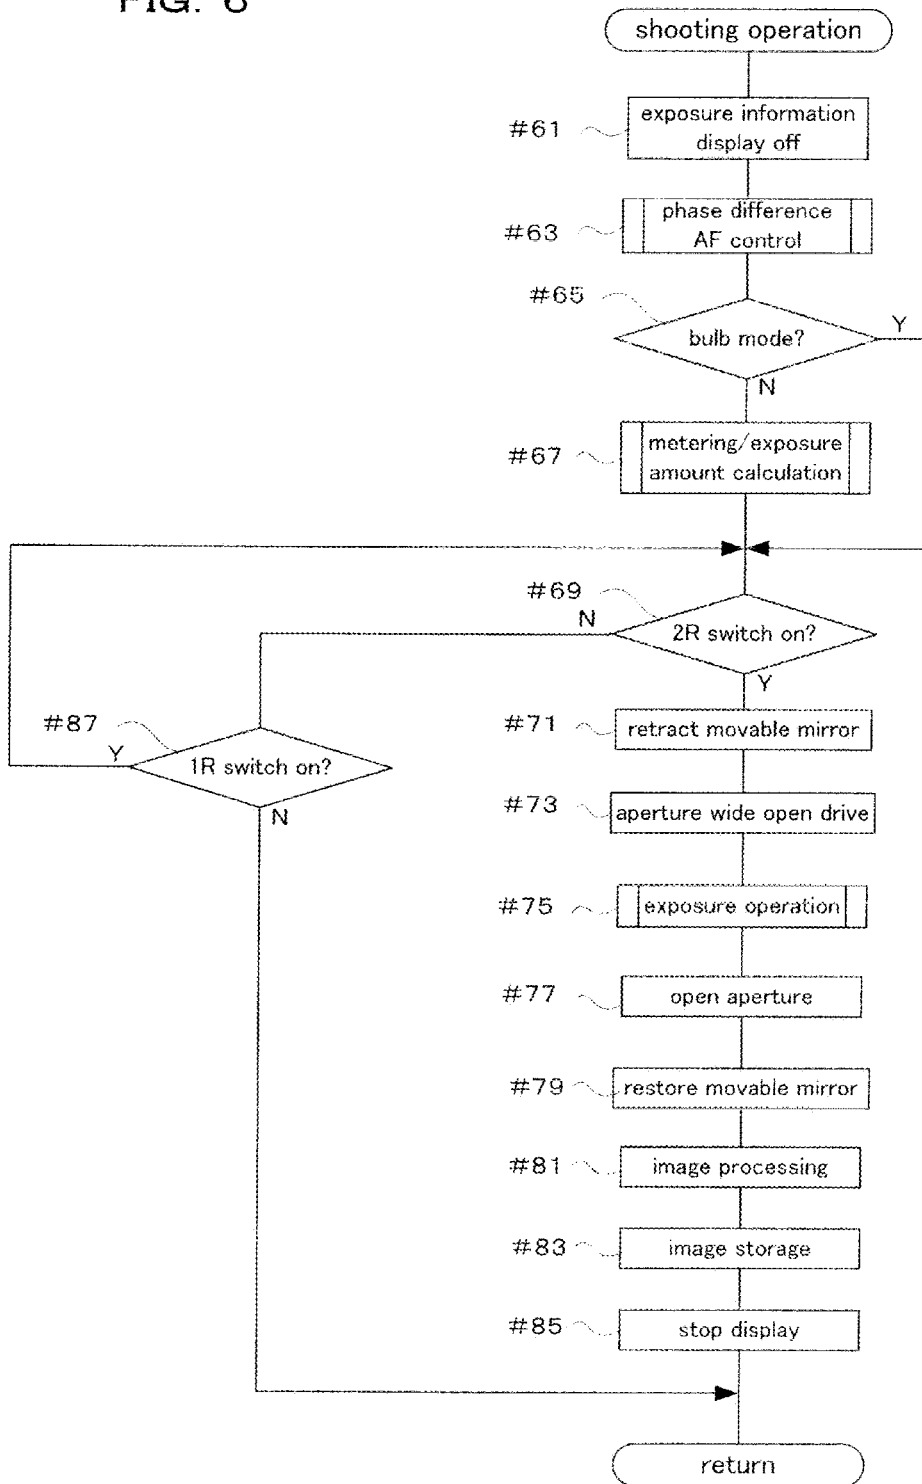 FIG. 6
shooting operation
#61
exposure information
display off
#63
phase difference
AF control
#65
bulb mode?
Y
N
#67
metering/exposure
amount calculation
#69
2R switch on?
N
Y
#87
1R switch on?
Y
N
#71
retract movable mirror
#73
aperture wide open drive
#75
exposure operation
#77
open aperture
#79
restore movable mirror
#81
image processing
#83
image storage
#85
stop display
return